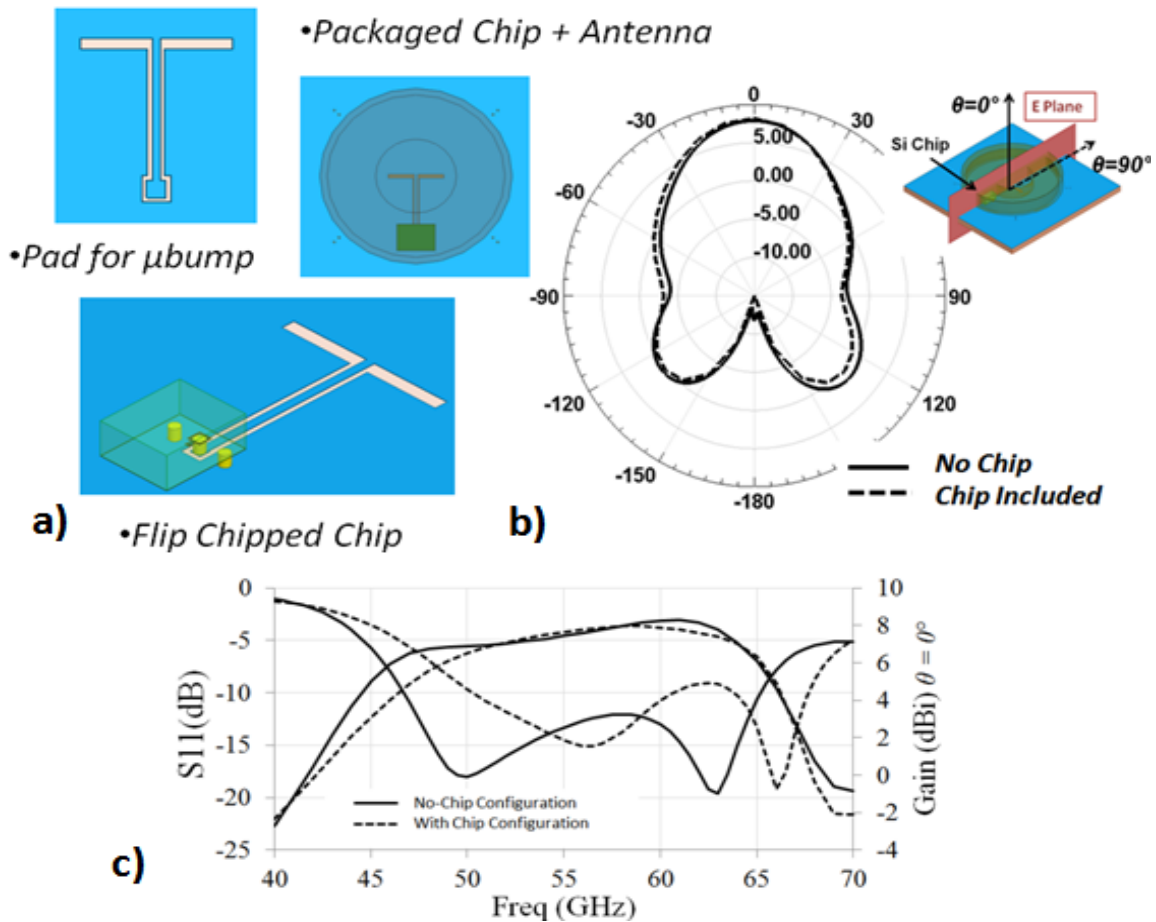 •Packaged Chip + Antenna
•Pad for µbump
•Flip Chipped Chip
a)
0
-30
30
5.00
0.00
-5.00
-10.00
-60
-90
90
-120
120
-150
-180
θ=0°
E Plane
Si Chip
θ=90°
No Chip
Chip Included
b)
0
-5
-10
-15
-20
-25
S11(dB)
10
8
6
4
2
0
-2
-4
Gain (dBi) θ = 0°
No-Chip Configuration
With Chip Configuration
40
45
50
55
60
65
70
Freq (GHz)
c)